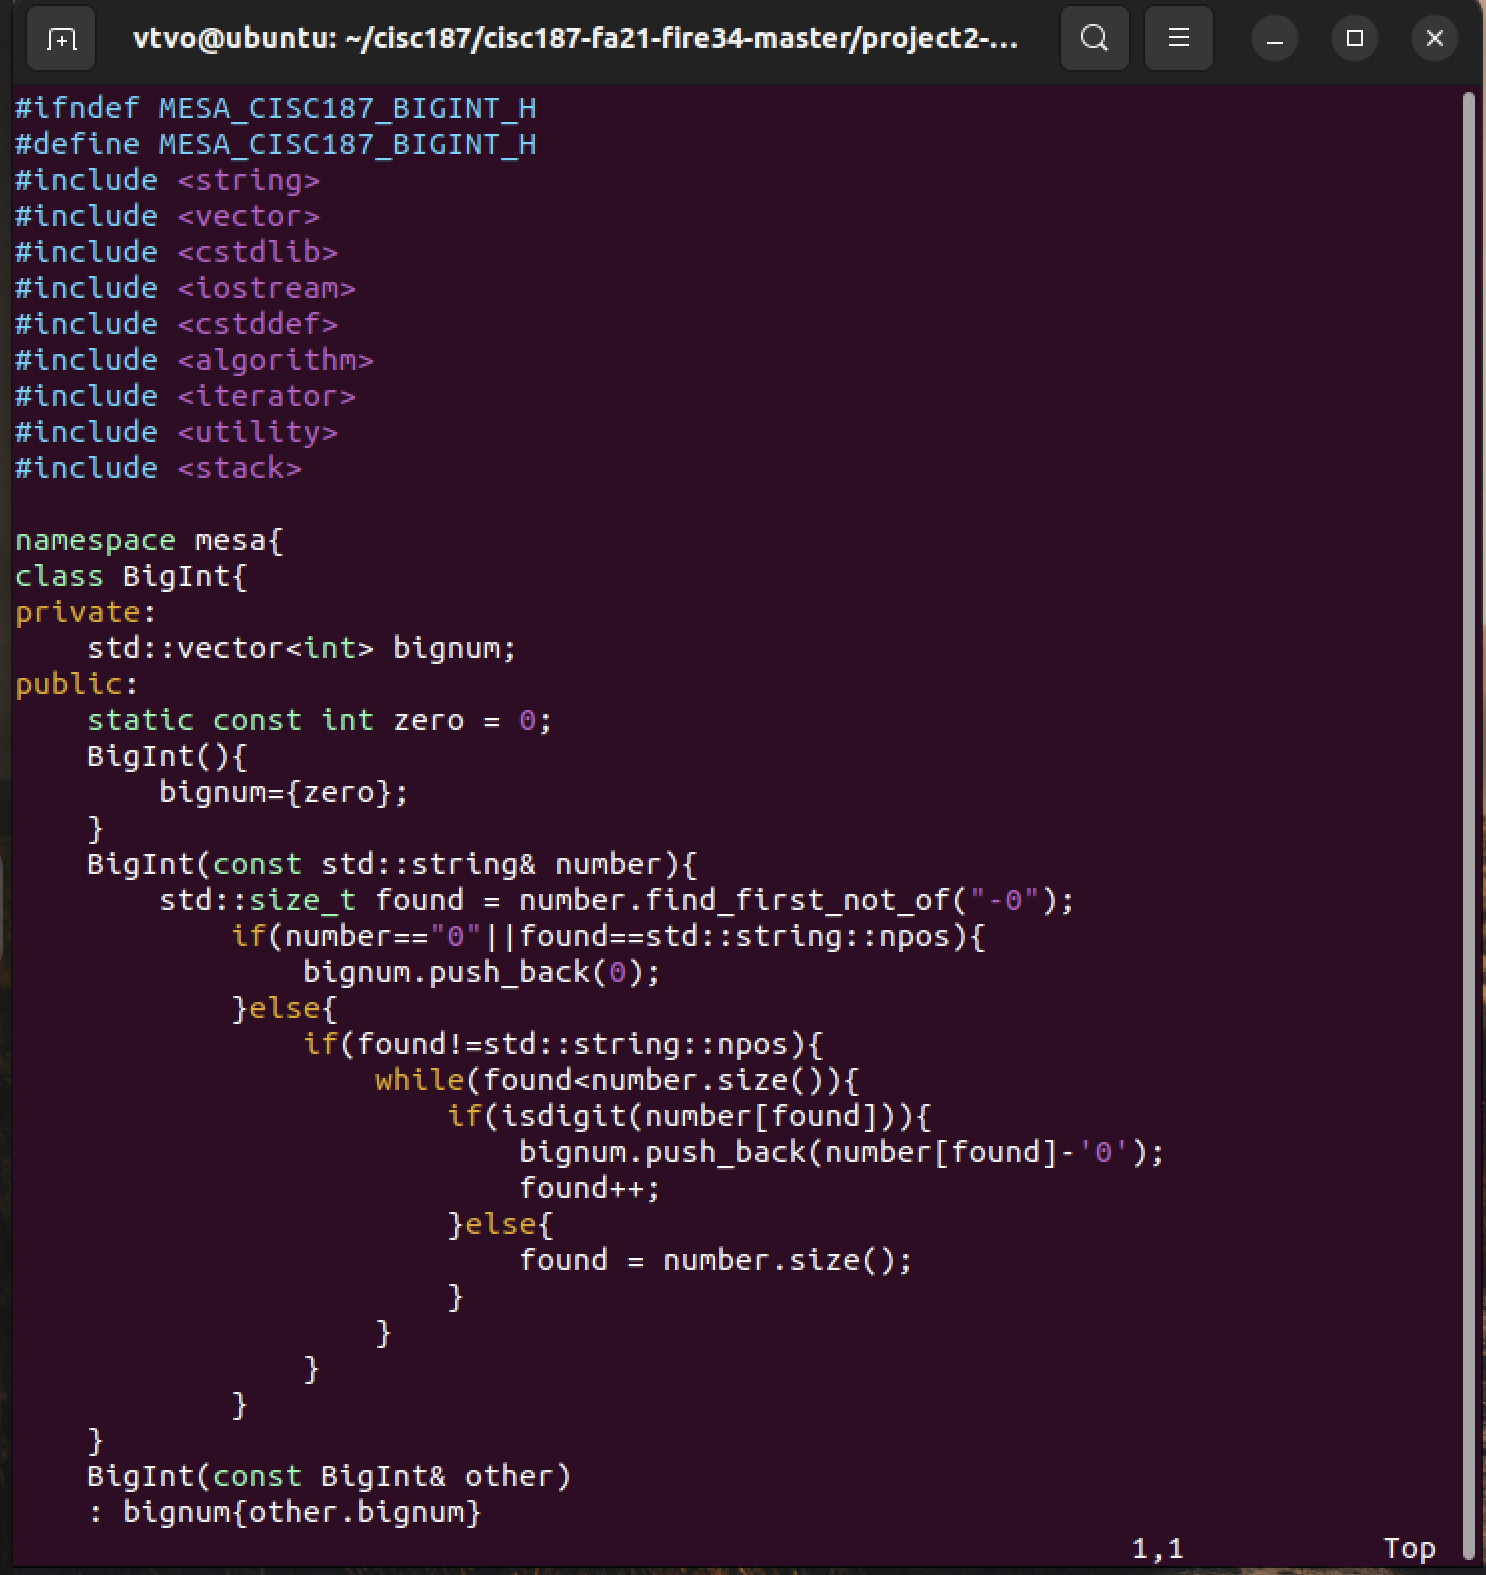 vtvo@ubuntu: ~/cisc187/cisc187-fa21-fire34-master/project2-...
#ifndef MESA_CISC187_BIGINT_H
#define MESA_CISC187_BIGINT_H
#include <string>
#include <vector>
#include <cstdlib>
#include <iostream>
#include <cstddef>
#include <algorithm>
#include <iterator>
#include <utility>
#include <stack>

namespace mesa{
class BigInt{
private:
    std::vector<int> bignum;
public:
    static const int zero = 0;
    BigInt(){
        bignum={zero};
    }
    BigInt(const std::string& number){
        std::size_t found = number.find_first_not_of("-0");
            if(number=="0"||found==std::string::npos){
                bignum.push_back(0);
            }else{
                if(found!=std::string::npos){
                    while(found<number.size()){
                        if(isdigit(number[found])){
                            bignum.push_back(number[found]-'0');
                            found++;
                        }else{
                            found = number.size();
                        }
                    }
                }
            }
    }
    BigInt(const BigInt& other)
    : bignum{other.bignum}
1,1 Top